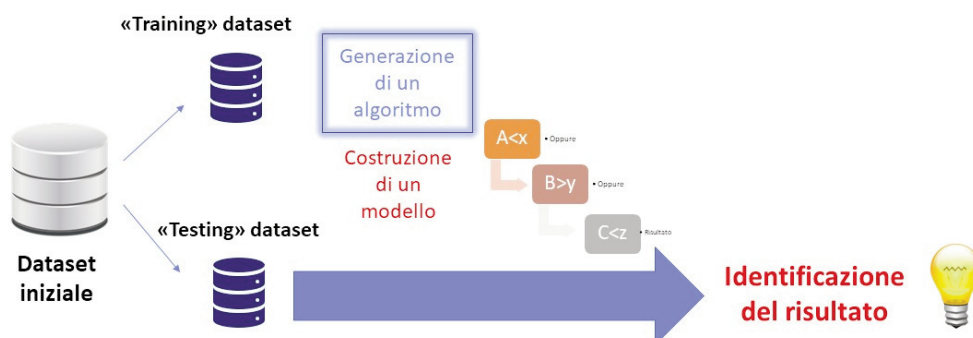 «Training» dataset
Generazione
di un
algoritmo
Costruzione
di un
modello
A<x
• Oppure
B>y
• Oppure
C<z
• Risultato
Dataset
iniziale
«Testing» dataset
Identificazione
del risultato